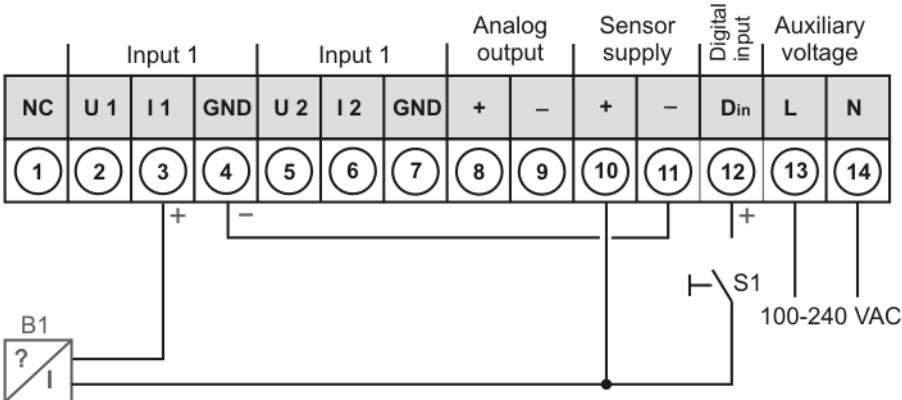 Analog output Sensor supply Digital input Auxiliary voltage
Input 1 Input 1
NC U 1 I 1 GND U 2 I 2 GND + – + – Din L N
1 2 3 4 5 6 7 8 9 10 11 12 13 14
+ – +
S1
100-240 VAC
B1
?
I